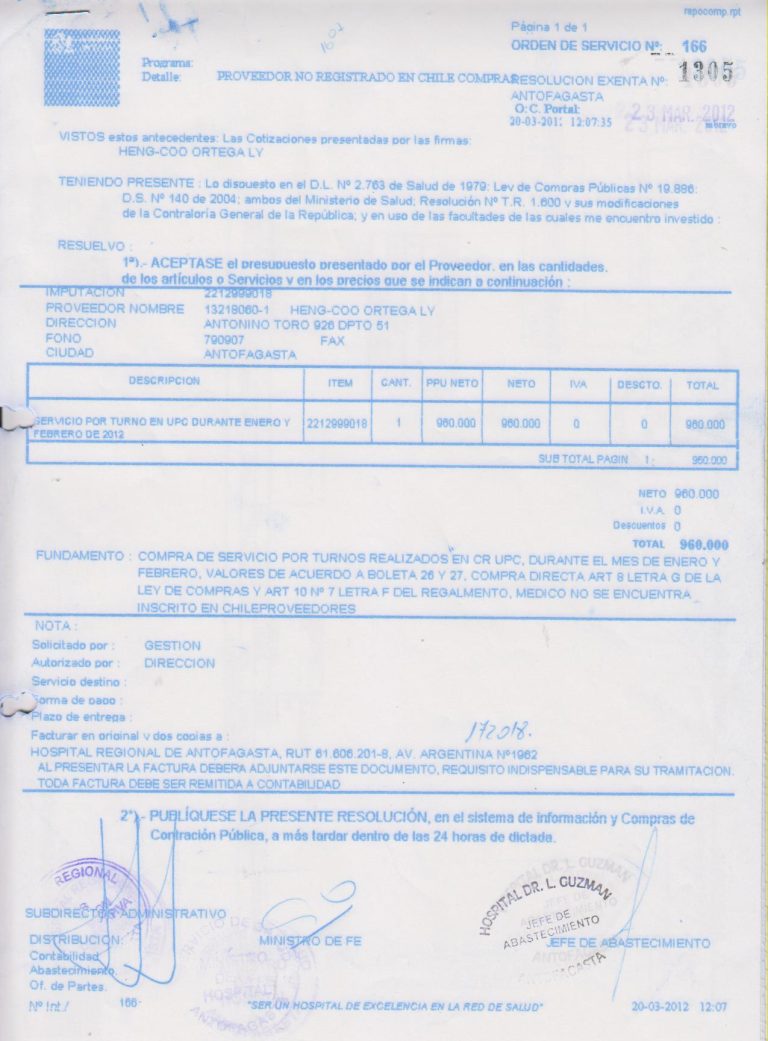 rapocomp.rpt
Página 1 de 1
ORDEN DE SERVICIO Nº: 166
Programa:
Detalle: PROVEEDOR NO REGISTRADO EN CHILE COMPRAS
RESOLUCION EXENTA Nº: 1305
ANTOFAGASTA
O.C. Portal:
23 MAR. 2012
20-03-2012 12:07:35
VISTOS estos antecedentes: Las Cotizaciones presentadas por las firmas:
HENG-COO ORTEGA LY
TENIENDO PRESENTE : Lo dispuesto en el D.L. Nº 2.763 de Salud de 1979; Ley de Compras Públicas Nº 19.886;
D.S. Nº 140 de 2004; ambos del Ministerio de Salud; Resolución Nº T.R. 1.600 y sus modificaciones
de la Contraloría General de la República; y en uso de las facultades de las cuales me encuentro investido :
RESUELVO :
1º).- ACEPTASE el presupuesto presentado por el Proveedor, en las cantidades,
de los artículos o Servicios y en los precios que se indican a continuación :
IMPUTACION 2212999018
PROVEEDOR NOMBRE 13218060-1 HENG-COO ORTEGA LY
DIRECCION ANTONINO TORO 926 DPTO 51
FONO 790907 FAX
CIUDAD ANTOFAGASTA
DESCRIPCION ITEM CANT. PPU NETO NETO IVA DESCTO. TOTAL
SERVICIO POR TURNO EN UPC DURANTE ENERO Y 2212999018 1 960.000 960.000 0 0 960.000
FEBRERO DE 2012
SUB TOTAL PAGIN 1: 960.000
NETO 960.000
I.V.A. 0
Descuentos 0
TOTAL 960.000
FUNDAMENTO : COMPRA DE SERVICIO POR TURNOS REALIZADOS EN CR UPC, DURANTE EL MES DE ENERO Y
FEBRERO, VALORES DE ACUERDO A BOLETA 26 Y 27, COMPRA DIRECTA ART 8 LETRA G DE LA
LEY DE COMPRAS Y ART 10 Nº 7 LETRA F DEL REGALMENTO, MEDICO NO SE ENCUENTRA
INSCRITO EN CHILEPROVEEDORES
NOTA :
Solicitado por : GESTION
Autorizado por : DIRECCION
Servicio destino :
Forma de pago :
Plazo de entrega :
Facturar en original y dos copias a : 172018.
HOSPITAL REGIONAL DE ANTOFAGASTA, RUT 61.606.201-8, AV. ARGENTINA Nº1962
AL PRESENTAR LA FACTURA DEBERA ADJUNTARSE ESTE DOCUMENTO, REQUISITO INDISPENSABLE PARA SU TRAMITACION.
TODA FACTURA DEBE SER REMITIDA A CONTABILIDAD
2º).- PUBLÍQUESE LA PRESENTE RESOLUCIÓN, en el sistema de información y Compras de
Contración Pública, a más tardar dentro de las 24 horas de dictada.
REGIONAL
HOSPITAL DR. L. GUZMAN
JEFE DE
ABASTECIMIENTO
SUBDIRECTOR ADMINISTRATIVO
MINISTRO DE FE
JEFE DE ABASTECIMIENTO
DISTRIBUCION:
Contabilidad
Abastecimiento.
Of. de Partes.
Nº Int./ 166
"SER UN HOSPITAL DE EXCELENCIA EN LA RED DE SALUD"
20-03-2012 12:07